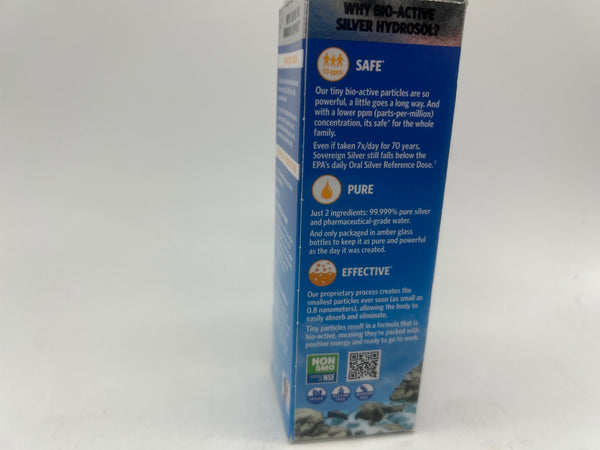 WHY BIO-ACTIVE
SILVER HYDROSOL?
10 ppm
SAFE*
Our tiny bio-active particles are so
powerful, a little goes a long way. And
with a lower ppm (parts-per-million)
concentration, its safe* for the whole
family.
Even if taken 7x/day for 70 years,
Sovereign Silver still falls below the
EPA's daily Oral Silver Reference Dose.‡
PURE
Just 2 ingredients: 99.999% pure silver
and pharmaceutical-grade water.
And only packaged in amber glass
bottles to keep it as pure and powerful
as the day it was created.
EFFECTIVE*
Our proprietary process creates the
smallest particles ever seen (as small as
0.8 nanometers), allowing the body to
easily absorb and eliminate.
Tiny particles result in a formula that is
bio-active, meaning they're packed with
positive energy and ready to go to work.
NON
GMO
NSF
VEGAN